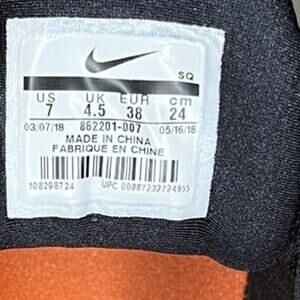 SQ
US UK EUR cm
7 4.5 38 24
03/07/18 862201-007 05/16/18
MADE IN CHINA
FABRIQUE EN CHINE
108298724 UPC 00887232724955